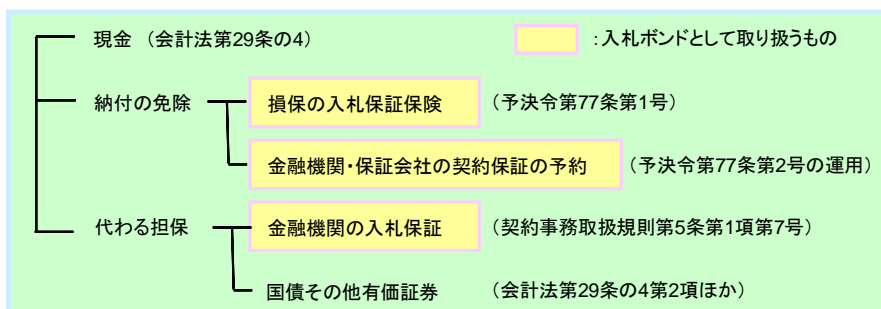 現金 （会計法第29条の4）
：入札ボンドとして取り扱うもの
納付の免除
損保の入札保証保険
（予決令第77条第1号）
金融機関・保証会社の契約保証の予約
（予決令第77条第2号の運用）
代わる担保
金融機関の入札保証
（契約事務取扱規則第5条第1項第7号）
国債その他有価証券
（会計法第29条の4第2項ほか）